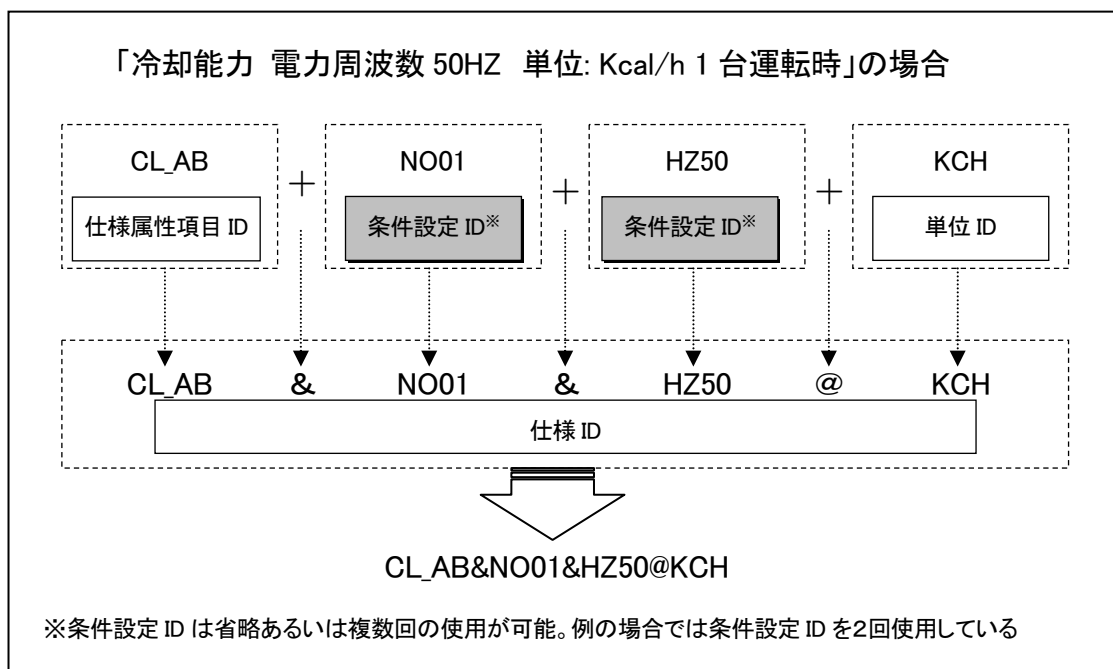 「冷却能力 電力周波数 50HZ 単位: Kcal/h 1 台運転時」の場合
CL_AB + NO01 + HZ50 + KCH
仕様属性項目 ID 条件設定 ID※ 条件設定 ID※ 単位 ID
CL_AB & NO01 & HZ50 @ KCH
仕様 ID
CL_AB&NO01&HZ50@KCH
※条件設定 ID は省略あるいは複数回の使用が可能。例の場合では条件設定 ID を2回使用している